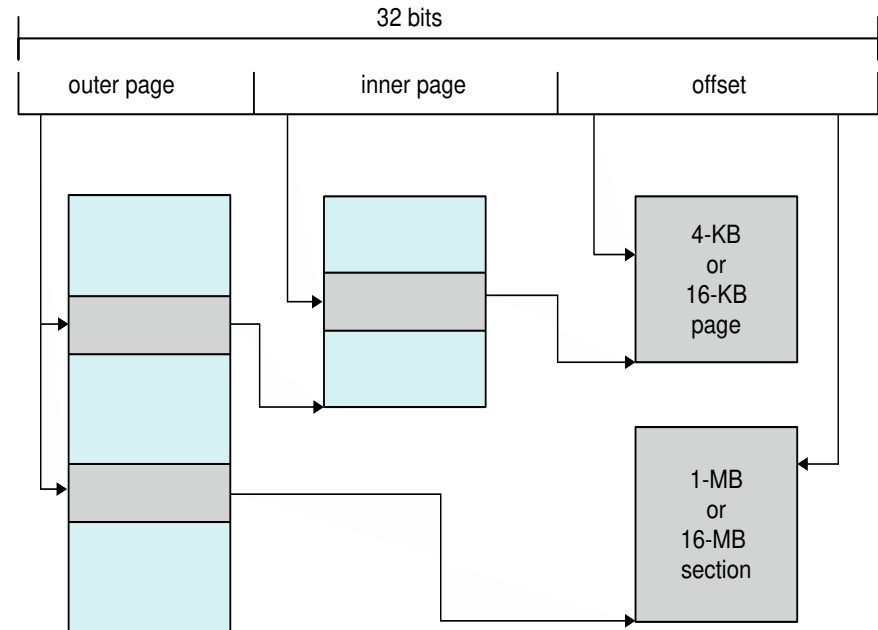 32 bits
outer page
inner page
offset
4-KB
or
16-KB
page
1-MB
or
16-MB
section